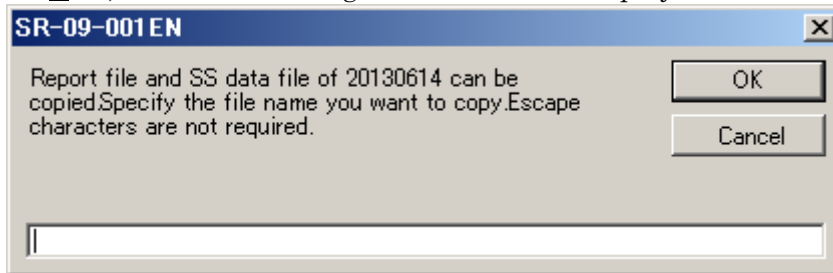 SR-09-001EN
Report file and SS data file of 20130614 can be
copied.Specify the file name you want to copy.Escape
characters are not required.
OK
Cancel